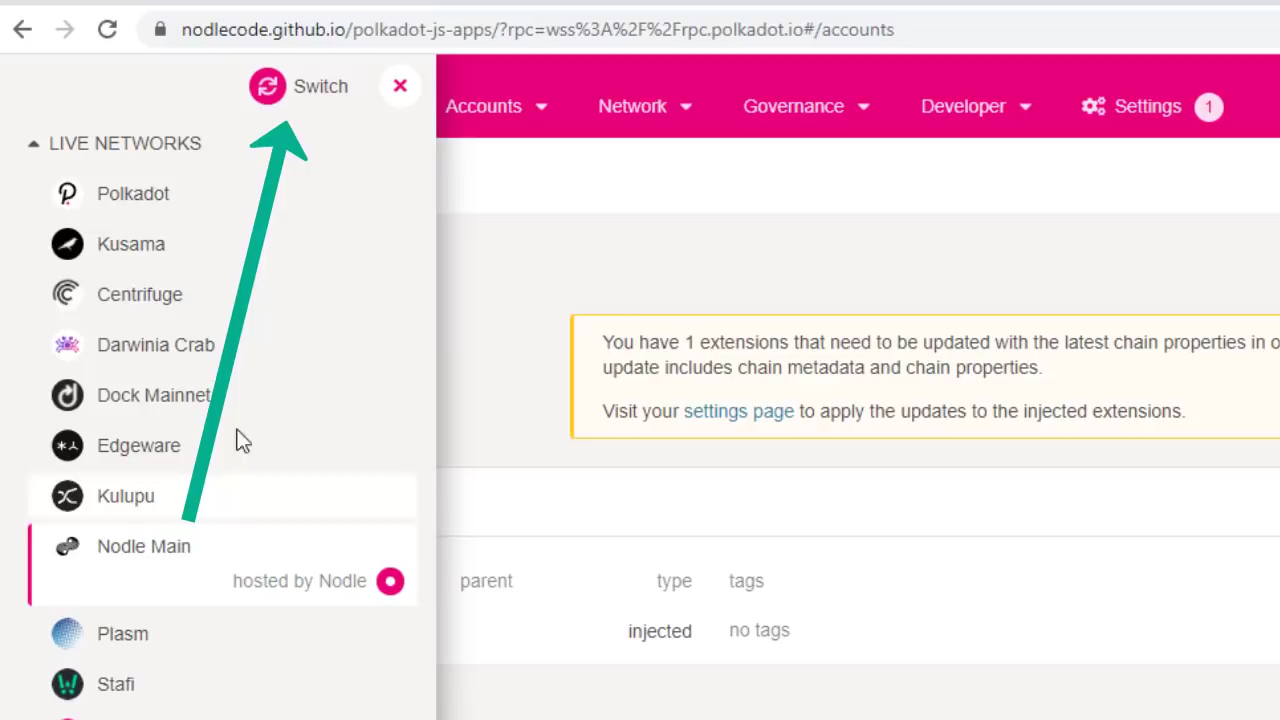 nodlecode.github.io/polkadot-js-apps/?rpc=wss%3A%2F%2Frpc.polkadot.io#/accounts
Switch
Accounts Network Governance Developer Settings 1
LIVE NETWORKS
Polkadot
Kusama
Centrifuge
Darwinia Crab
Dock Mainnet
Edgeware
Kulupu
Nodle Main
hosted by Nodle
Plasm
Stafi
You have 1 extensions that need to be updated with the latest chain properties in o
update includes chain metadata and chain properties.
Visit your settings page to apply the updates to the injected extensions.
parent type tags
injected no tags